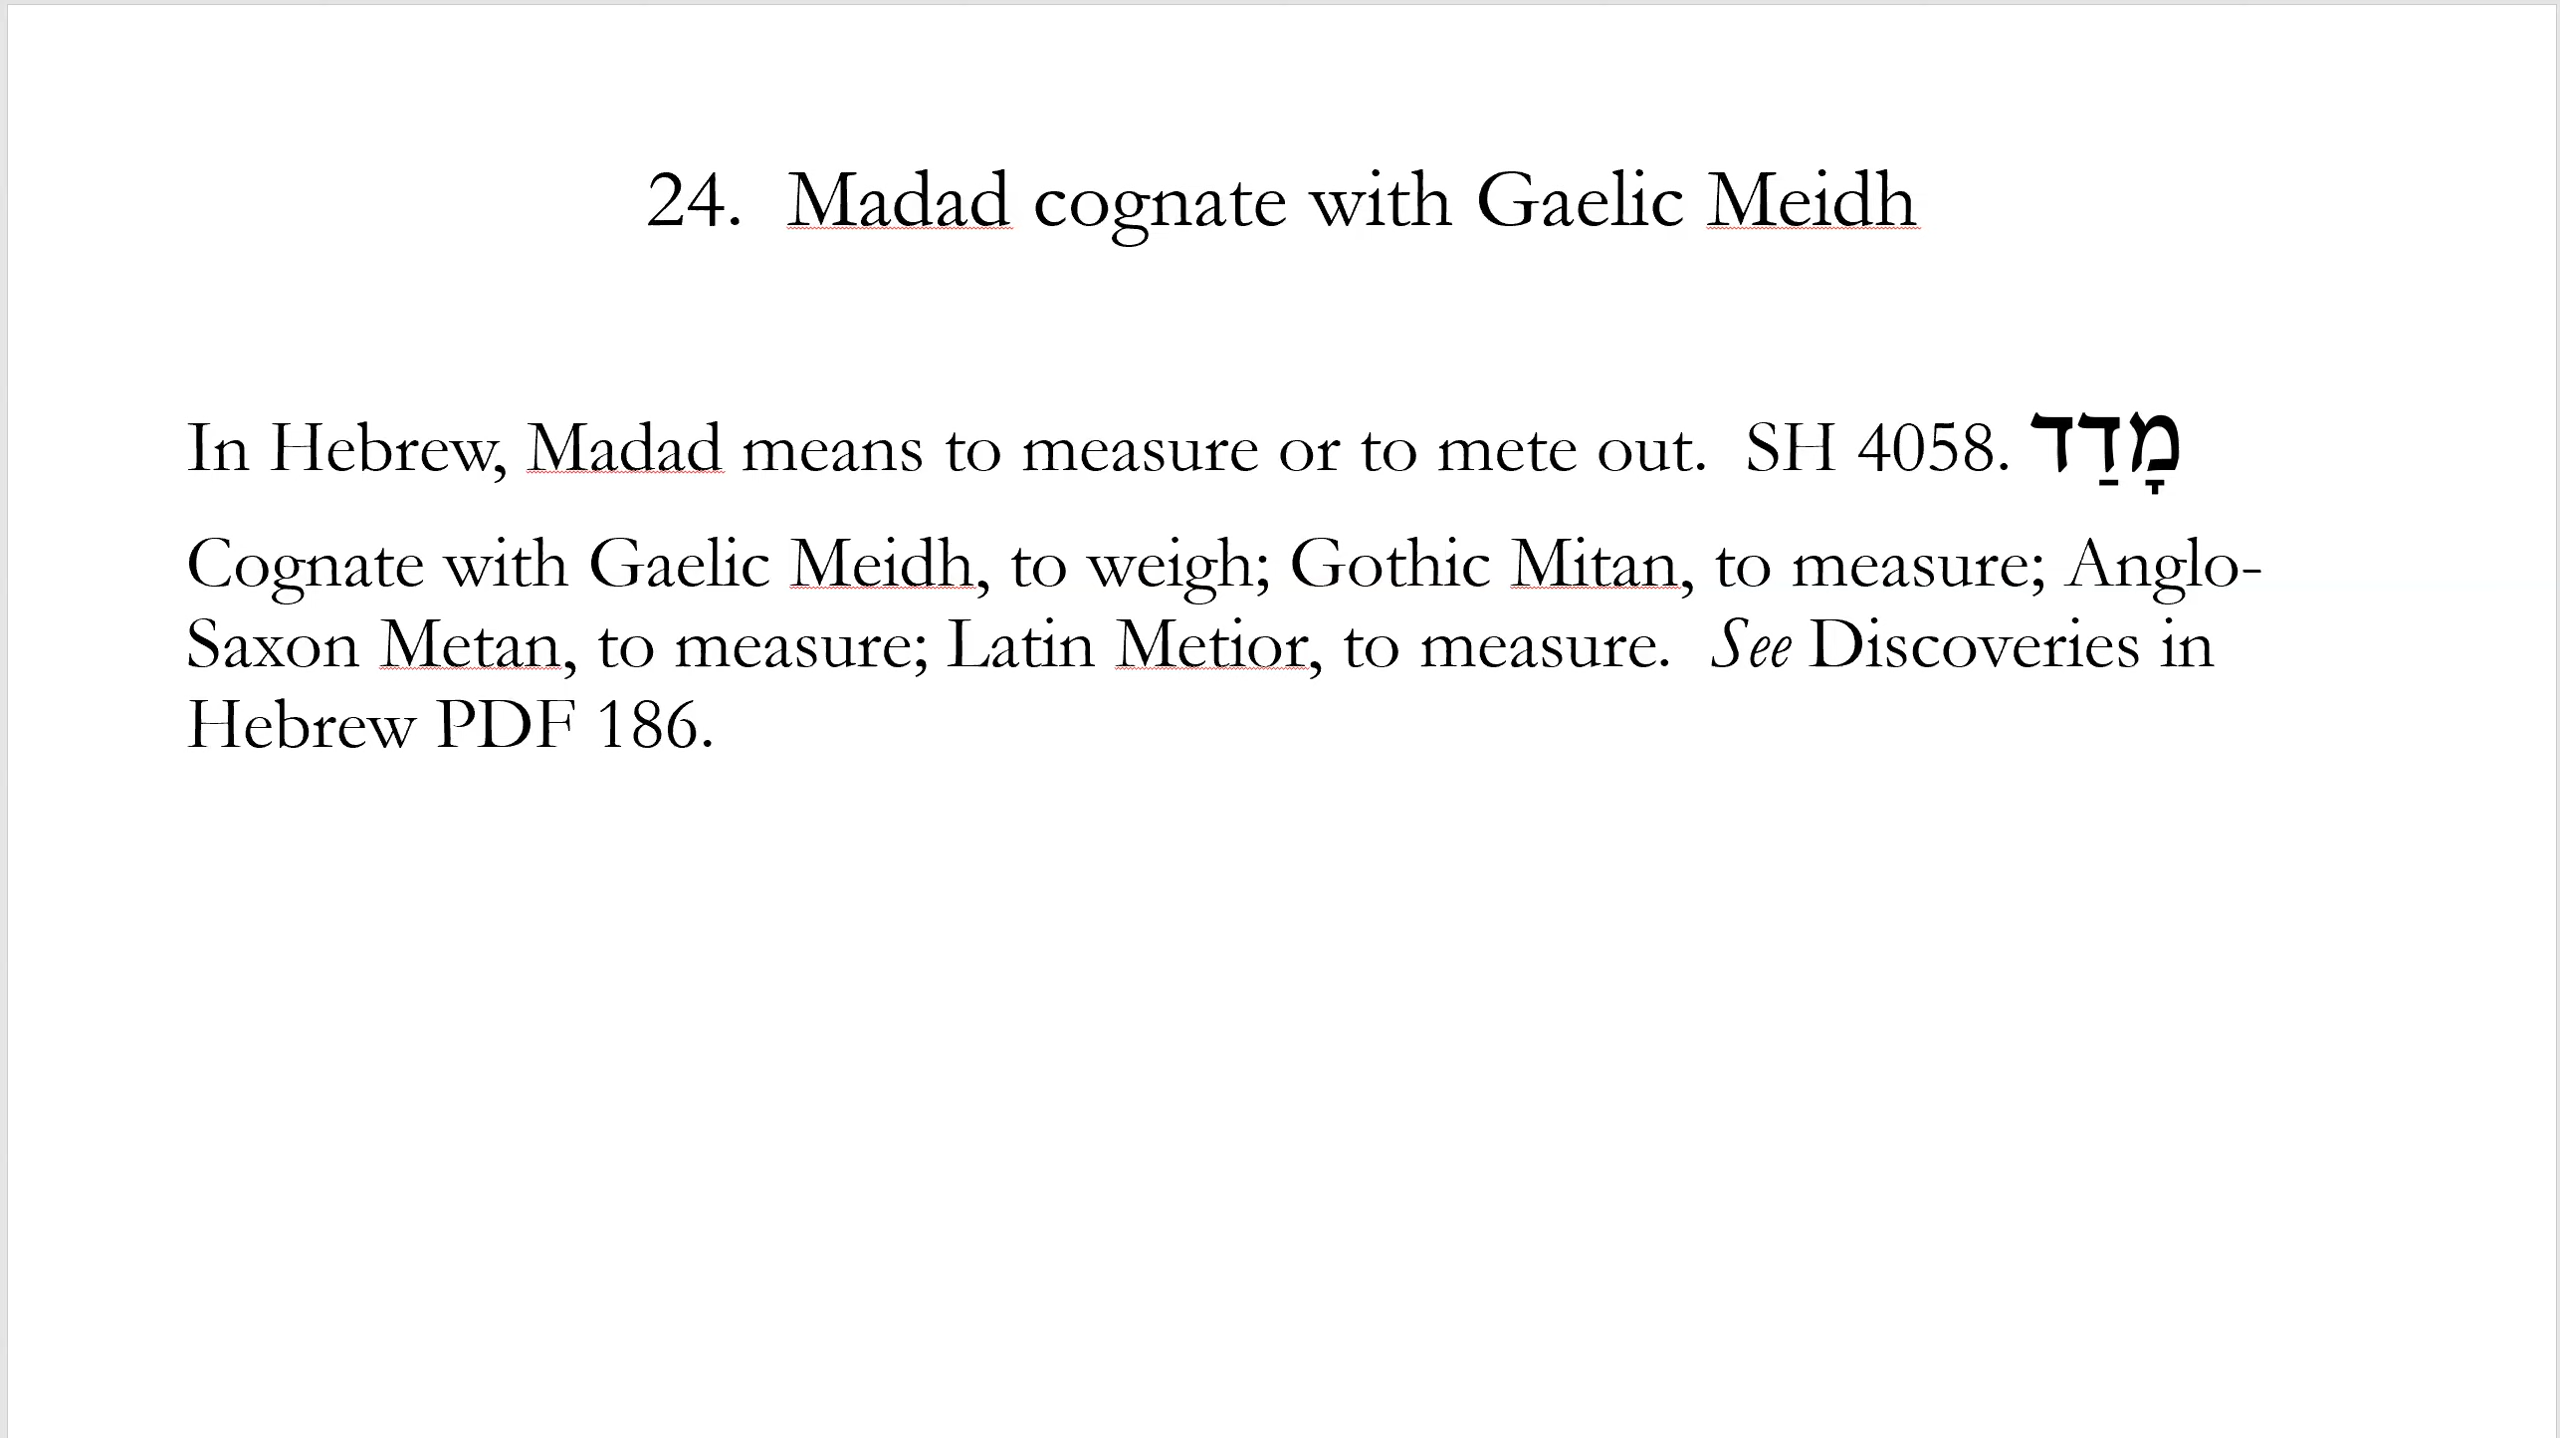 24.  Madad cognate with Gaelic Meidh
In Hebrew, Madad means to measure or to mete out.  SH 4058. מָדַד
Cognate with Gaelic Meidh, to weigh; Gothic Mitan, to measure; Anglo-
Saxon Metan, to measure; Latin Metior, to measure.  See Discoveries in
Hebrew PDF 186.